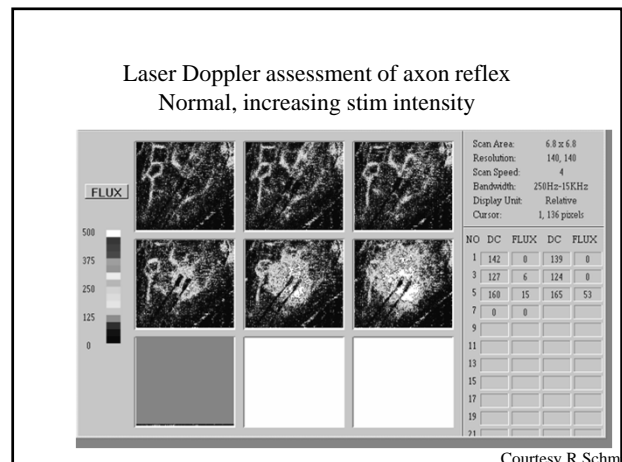 Laser Doppler assessment of axon reflex
Normal, increasing stim intensity
FLUX
500
375
250
125
0
Scan Area: 6.8 x 6.8
Resolution: 140, 140
Scan Speed: 4
Bandwidth: 250Hz-15KHz
Display Unit: Relative
Cursor: 1, 136 pixels
NO DC FLUX DC FLUX
1 142 0 139 0
3 127 6 124 0
5 160 15 165 53
7 0 0
9
11
13
15
17
19
21
Courtesy R Schm